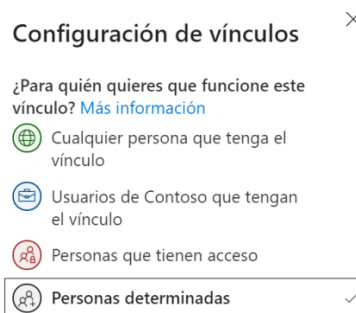 Configuración de vínculos
¿Para quién quieres que funcione este
vínculo? Más información
Cualquier persona que tenga el
vínculo
Usuarios de Contoso que tengan
el vínculo
Personas que tienen acceso
Personas determinadas